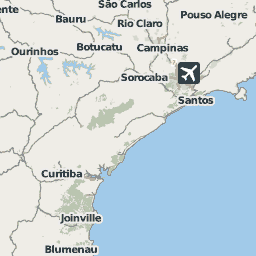 São Carlos
Pouso Alegre
Bauru
Rio Claro
Botucatu
Campinas
Ourinhos
Sorocaba
Santos
Curitiba
Joinville
Blumenau